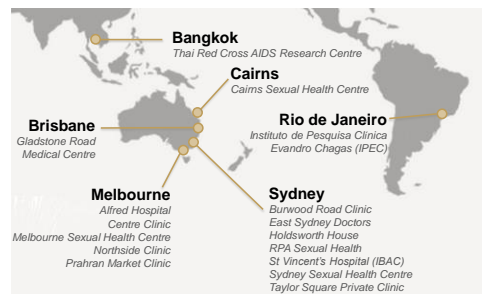 Bangkok
Thai Red Cross AIDS Research Centre
Cairns
Cairns Sexual Health Centre
Brisbane
Gladstone Road
Medical Centre
Rio de Janeiro
Instituto de Pesquisa Clinica
Evandro Chagas (IPEC)
Melbourne
Alfred Hospital
Centre Clinic
Melbourne Sexual Health Centre
Northside Clinic
Prahran Market Clinic
Sydney
Burwood Road Clinic
East Sydney Doctors
Holdsworth House
RPA Sexual Health
St Vincent's Hospital (IBAC)
Sydney Sexual Health Centre
Taylor Square Private Clinic